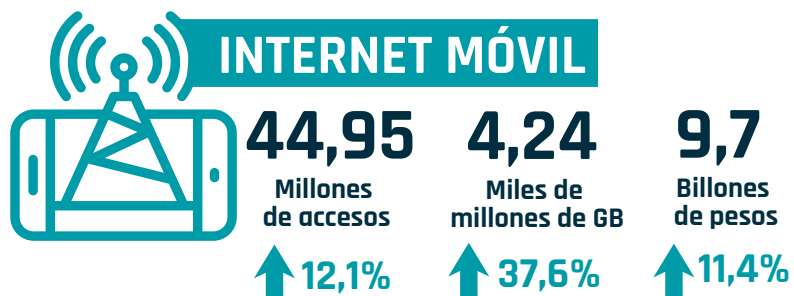 INTERNET MÓVIL
44,95
Millones
de accesos
12,1%
4,24
Miles de
millones de GB
37,6%
9,7
Billones
de pesos
11,4%